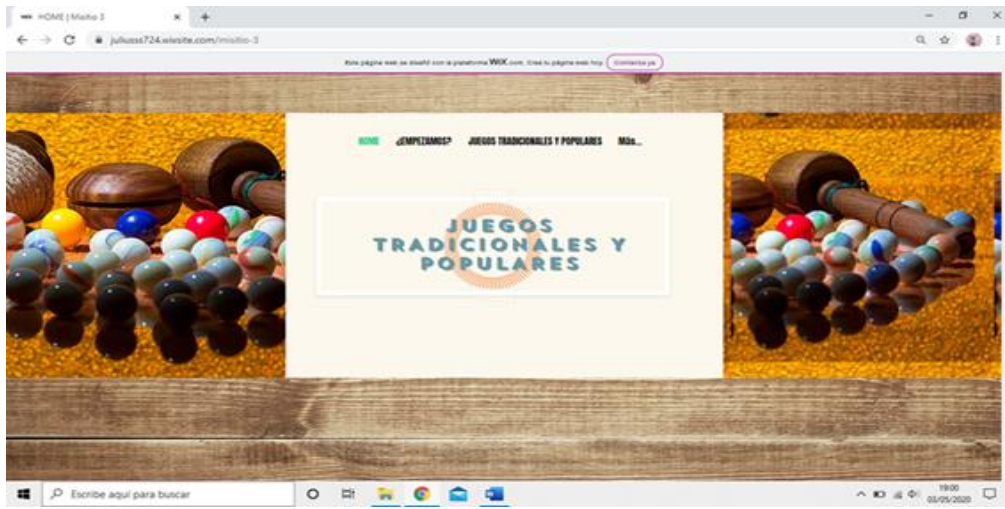 HOME | Misitio 3
juliusss724.wixsite.com/misitio-3
Esta página web se diseñó con la plataforma WiX.com. Crea tu página web hoy. Comienza ya
HOME ¿EMPEZAMOS? JUEGOS TRADICIONALES Y POPULARES Más...
JUEGOS
TRADICIONALES Y
POPULARES
Escribe aquí para buscar
19:00
03/05/2020